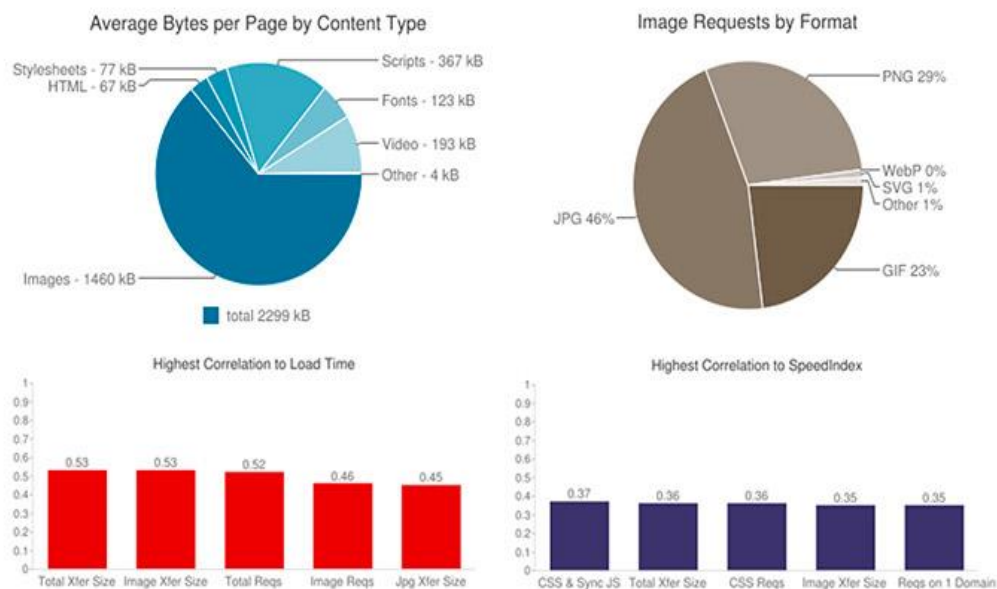 Average Bytes per Page by Content Type
Stylesheets - 77 kB
HTML - 67 kB
Scripts - 367 kB
Fonts - 123 kB
Video - 193 kB
Other - 4 kB
Images - 1460 kB
total 2299 kB
Image Requests by Format
PNG 29%
WebP 0%
SVG 1%
Other 1%
JPG 46%
GIF 23%
Highest Correlation to Load Time
1
0.9
0.8
0.7
0.6
0.5
0.4
0.3
0.2
0.1
0
0.53
0.53
0.52
0.46
0.45
Total Xfer Size
Image Xfer Size
Total Reqs
Image Reqs
Jpg Xfer Size
Highest Correlation to SpeedIndex
1
0.9
0.8
0.7
0.6
0.5
0.4
0.3
0.2
0.1
0
0.37
0.36
0.36
0.35
0.35
CSS & Sync JS
Total Xfer Size
CSS Reqs
Image Xfer Size
Reqs on 1 Domain